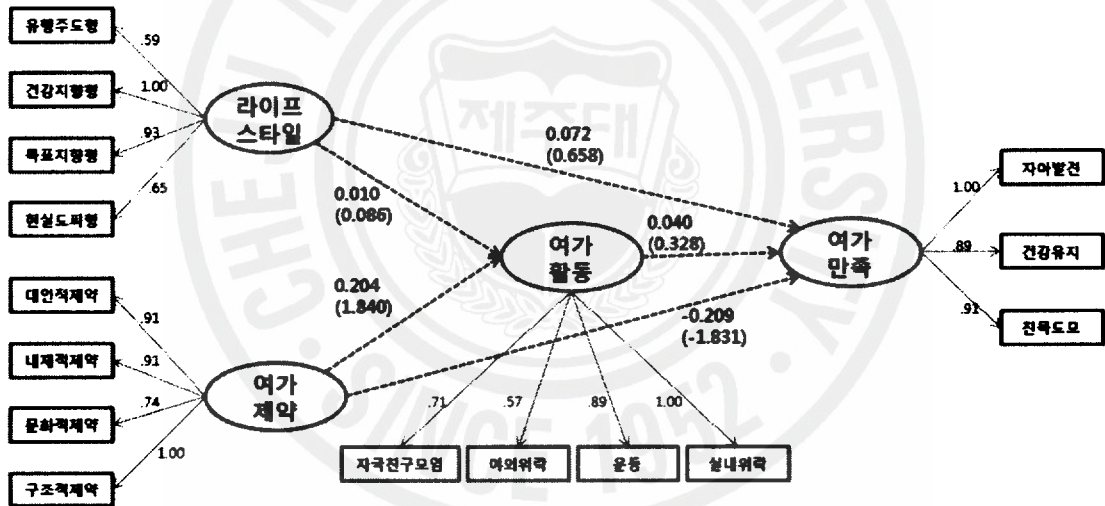 유행주도형
.59
건강지향형
1.00
목표지향형
.93
현실도피형
.65
라이프
스타일
0.072
(0.658)
0.010
(0.086)
여가
활동
0.040
(0.328)
여가
만족
자아발견
1.00
건강유지
.89
친목도모
.91
대인적제약
.91
내재적제약
.91
문화적제약
.74
구조적제약
1.00
여가
제약
0.204
(1.840)
-0.209
(-1.831)
.71
.57
.89
1.00
자국친구모임
야외위락
운동
실내위락
제주대
SINCE 1952